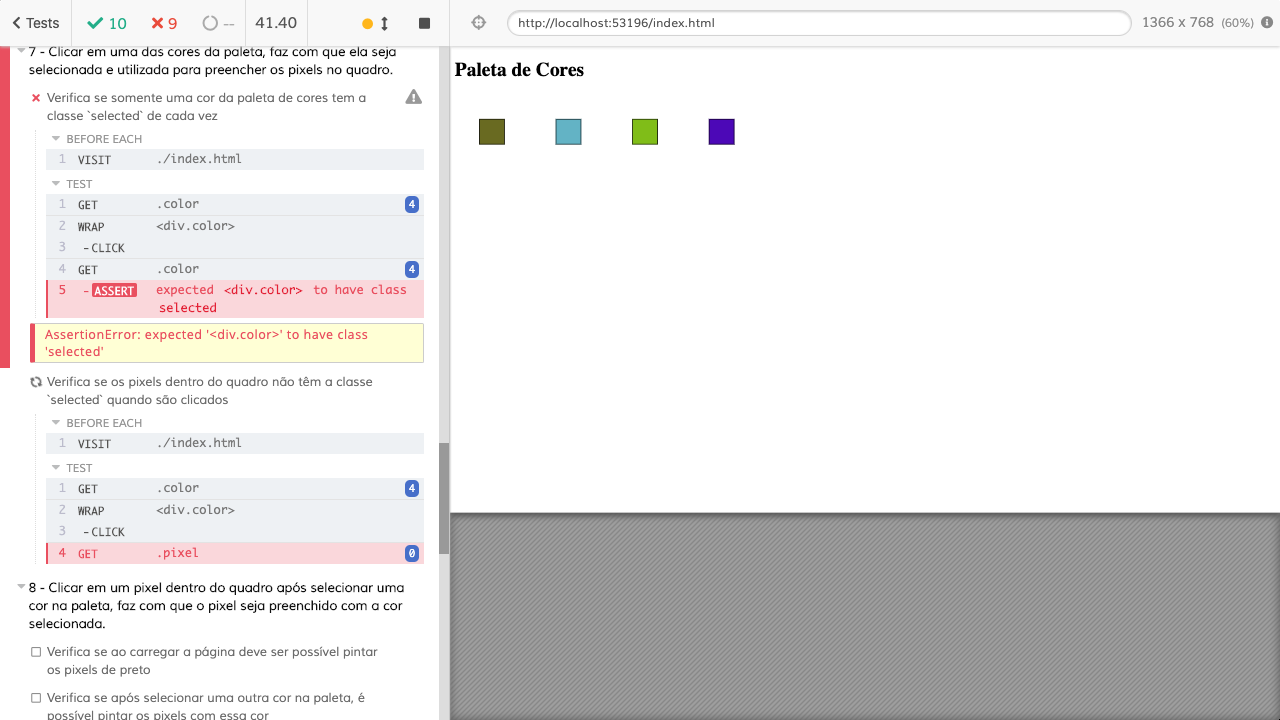 Tests 10 9 -- 41.40 http://localhost:53196/index.html 1366 x 768 (60%)
7 - Clicar em uma das cores da paleta, faz com que ela seja
selecionada e utilizada para preencher os pixels no quadro.
Verifica se somente uma cor da paleta de cores tem a
classe `selected` de cada vez
BEFORE EACH
1 VISIT ./index.html
TEST
1 GET .color 4
2 WRAP <div.color>
3 -CLICK
4 GET .color 4
5 -ASSERT expected <div.color> to have class
selected
AssertionError: expected '<div.color>' to have class
'selected'
Verifica se os pixels dentro do quadro não têm a classe
`selected` quando são clicados
BEFORE EACH
1 VISIT ./index.html
TEST
1 GET .color 4
2 WRAP <div.color>
3 -CLICK
4 GET .pixel 0
8 - Clicar em um pixel dentro do quadro após selecionar uma
cor na paleta, faz com que o pixel seja preenchido com a cor
selecionada.
Verifica se ao carregar a página deve ser possível pintar
os pixels de preto
Verifica se após selecionar uma outra cor na paleta, é
possível pintar os pixels com essa cor
Paleta de Cores